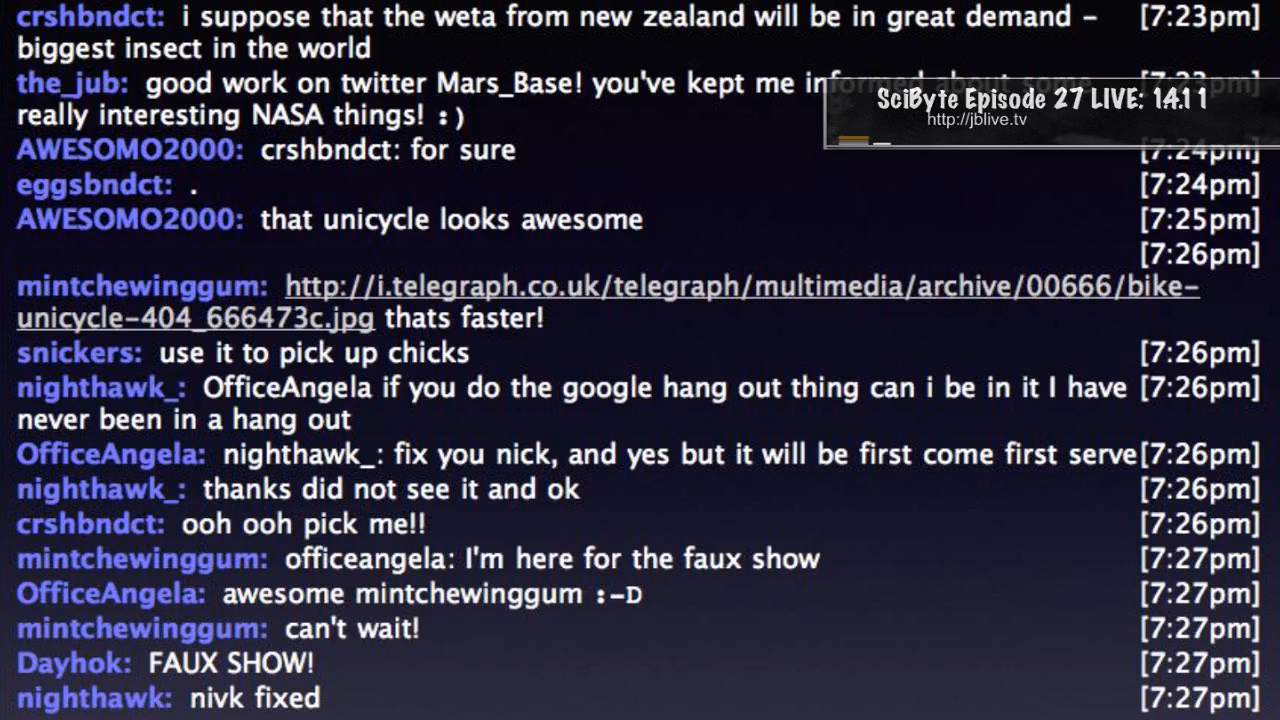 crshbndct: i suppose that the weta from new zealand will be in great demand - [7:23pm]
biggest insect in the world
the_jub: good work on twitter Mars_Base! you've kept me informed about some [7:23pm]
really interesting NASA things! :)
SciByte Episode 27 LIVE: 14.11
http://jblive.tv
AWESOMO2000: crshbndct: for sure [7:24pm]
eggsbndct: . [7:24pm]
AWESOMO2000: that unicycle looks awesome [7:25pm]
[7:26pm]
mintchewinggum: http://i.telegraph.co.uk/telegraph/multimedia/archive/00666/bike-
unicycle-404_666473c.jpg thats faster!
snickers: use it to pick up chicks [7:26pm]
nighthawk_: OfficeAngela if you do the google hang out thing can i be in it I have [7:26pm]
never been in a hang out
OfficeAngela: nighthawk_: fix you nick, and yes but it will be first come first serve[7:26pm]
nighthawk_: thanks did not see it and ok [7:26pm]
crshbndct: ooh ooh pick me!! [7:26pm]
mintchewinggum: officeangela: I'm here for the faux show [7:27pm]
OfficeAngela: awesome mintchewinggum :-D [7:27pm]
mintchewinggum: can't wait! [7:27pm]
Dayhok: FAUX SHOW! [7:27pm]
nighthawk: nivk fixed [7:27pm]